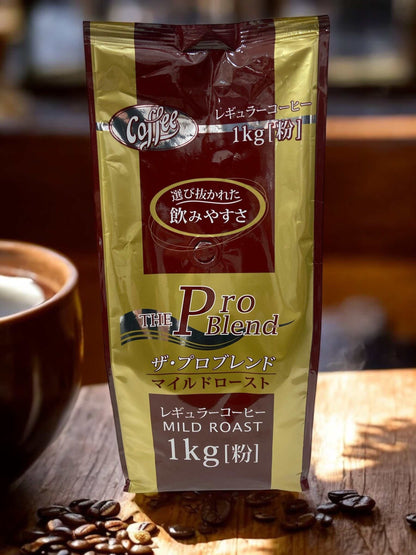 Coffee
レギュラーコーヒー
1kg[粉]
選び抜かれた
飲みやすさ
THE Pro
Blend
ザ・プロブレンド
マイルドロースト
レギュラーコーヒー
MILD ROAST
1kg[粉]